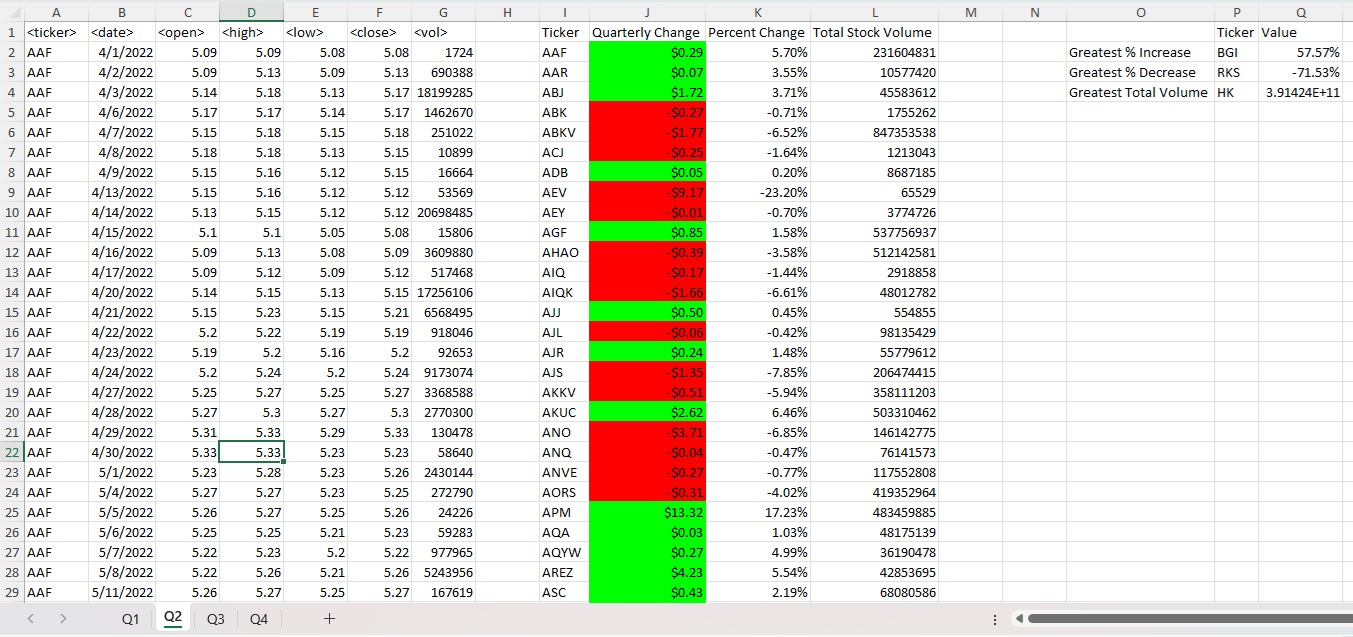 A B C D E F G H I J K L M N O P Q
1 <ticker> <date> <open> <high> <low> <close> <vol> Ticker Quarterly Change Percent Change Total Stock Volume Ticker Value
2 AAF 4/1/2022 5.09 5.09 5.08 5.08 1724 AAF $0.29 5.70% 231604831 Greatest % Increase BGI 57.57%
3 AAF 4/2/2022 5.09 5.13 5.09 5.13 690388 AAR $0.07 3.55% 10577420 Greatest % Decrease RKS -71.53%
4 AAF 4/3/2022 5.14 5.18 5.13 5.17 18199285 ABJ $1.72 3.71% 45583612 Greatest Total Volume HK 3.91424E+11
5 AAF 4/6/2022 5.17 5.17 5.14 5.17 1462670 ABK -$0.27 -0.71% 1755262
6 AAF 4/7/2022 5.15 5.18 5.15 5.18 251022 ABKV -$1.77 -6.52% 847353538
7 AAF 4/8/2022 5.18 5.18 5.13 5.15 10899 ACJ -$0.25 -1.64% 1213043
8 AAF 4/9/2022 5.15 5.16 5.12 5.15 16664 ADB $0.05 0.20% 8687185
9 AAF 4/13/2022 5.15 5.16 5.12 5.12 53569 AEV -$9.17 -23.20% 65529
10 AAF 4/14/2022 5.13 5.15 5.12 5.12 20698485 AEY -$0.01 -0.70% 3774726
11 AAF 4/15/2022 5.1 5.1 5.05 5.08 15806 AGF $0.85 1.58% 537756937
12 AAF 4/16/2022 5.09 5.13 5.08 5.09 3609880 AHAO -$0.39 -3.58% 512142581
13 AAF 4/17/2022 5.09 5.12 5.09 5.12 517468 AIQ -$0.17 -1.44% 2918858
14 AAF 4/20/2022 5.14 5.15 5.13 5.15 17256106 AIQK -$1.66 -6.61% 48012782
15 AAF 4/21/2022 5.15 5.23 5.15 5.21 6568495 AJJ $0.50 0.45% 554855
16 AAF 4/22/2022 5.2 5.22 5.19 5.19 918046 AJL -$0.06 -0.42% 98135429
17 AAF 4/23/2022 5.19 5.2 5.16 5.2 92653 AJR $0.24 1.48% 55779612
18 AAF 4/24/2022 5.2 5.24 5.2 5.24 9173074 AJS -$1.35 -7.85% 206474415
19 AAF 4/27/2022 5.25 5.27 5.25 5.27 3368588 AKKV -$0.51 -5.94% 358111203
20 AAF 4/28/2022 5.27 5.3 5.27 5.3 2770300 AKUC $2.62 6.46% 503310462
21 AAF 4/29/2022 5.31 5.33 5.29 5.33 130478 ANO -$3.71 -6.85% 146142775
22 AAF 4/30/2022 5.33 5.33 5.23 5.23 58640 ANQ -$0.04 -0.47% 76141573
23 AAF 5/1/2022 5.23 5.28 5.23 5.26 2430144 ANVE -$0.27 -0.77% 117552808
24 AAF 5/4/2022 5.27 5.27 5.23 5.25 272790 AORS -$0.31 -4.02% 419352964
25 AAF 5/5/2022 5.26 5.27 5.25 5.26 24226 APM $13.32 17.23% 483459885
26 AAF 5/6/2022 5.25 5.25 5.21 5.23 59283 AQA $0.03 1.03% 48175139
27 AAF 5/7/2022 5.22 5.23 5.2 5.22 977965 AQYW $0.27 4.99% 36190478
28 AAF 5/8/2022 5.22 5.26 5.21 5.26 5243956 AREZ $4.23 5.54% 42853695
29 AAF 5/11/2022 5.26 5.27 5.25 5.27 167619 ASC $0.43 2.19% 68080586
Q1 Q2 Q3 Q4 +